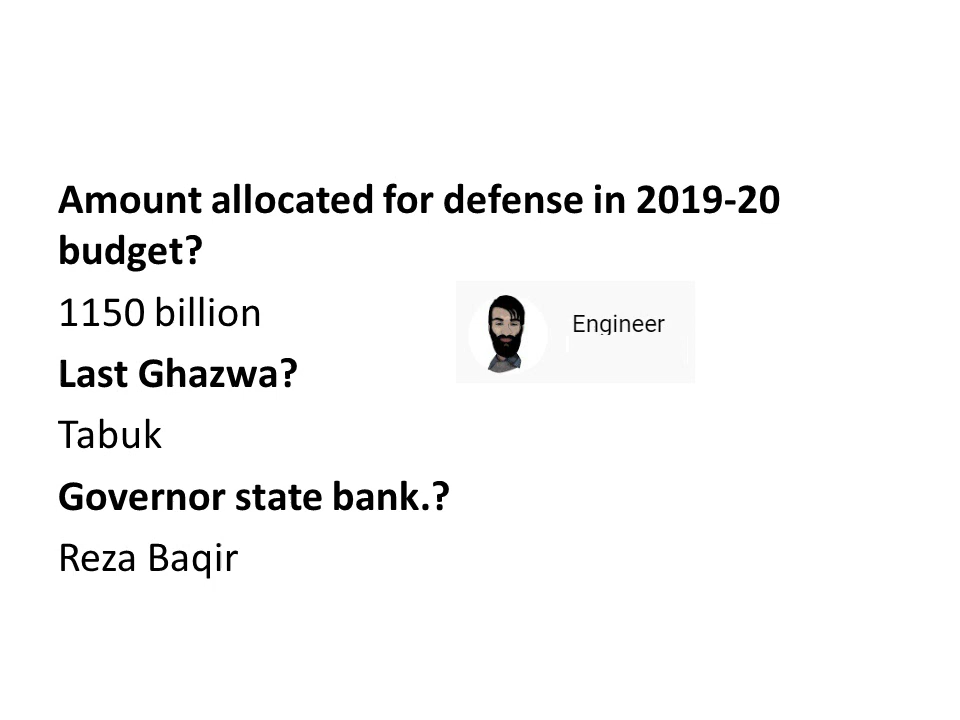 Amount allocated for defense in 2019-20
budget?
1150 billion
Engineer
Last Ghazwa?
Tabuk
Governor state bank.?
Reza Baqir